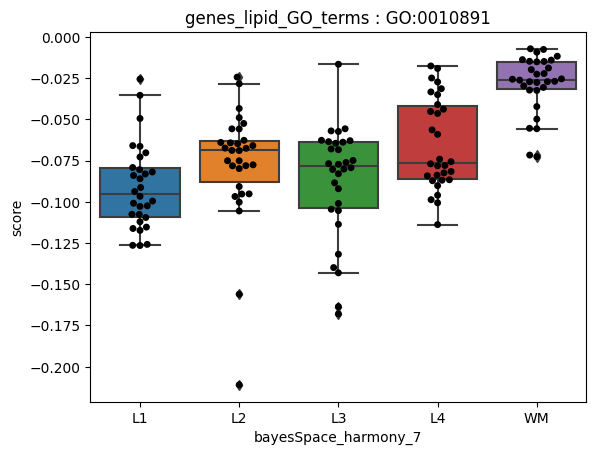 genes_lipid_GO_terms : GO:0010891
0.000
−0.025
−0.050
−0.075
−0.100
−0.125
−0.150
−0.175
−0.200
score
L1 L2 L3 L4 WM
bayesSpace_harmony_7